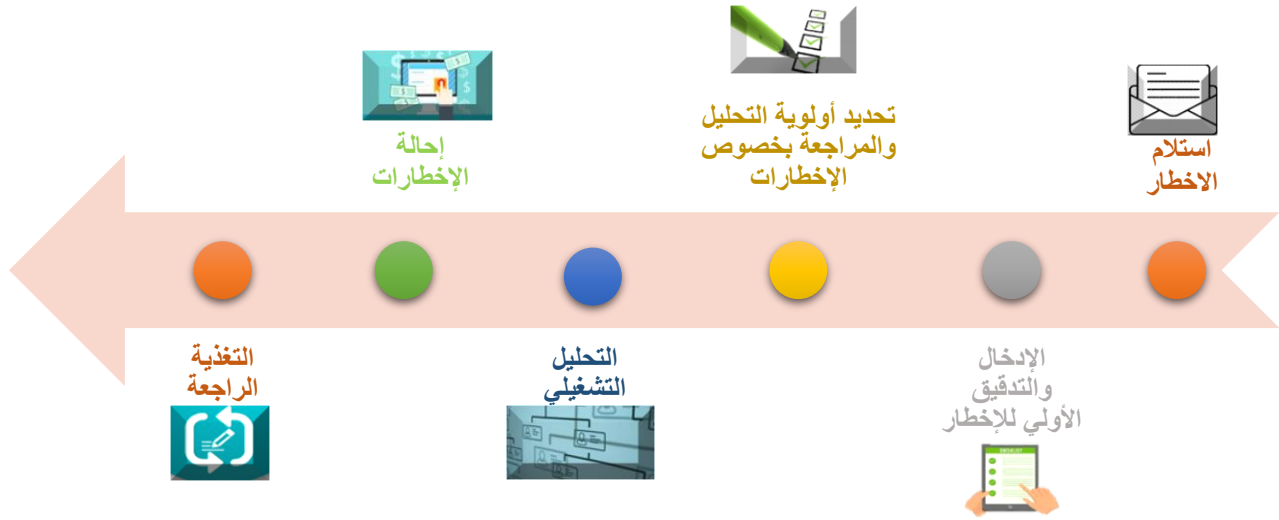 استلام
الاخطار
الإدخال
والتدقيق
الأولي للإخطار
تحديد أولوية التحليل
والمراجعة بخصوص
الإخطارات
التحليل
التشغيلي
إحالة
الإخطارات
التغذية
الراجعة